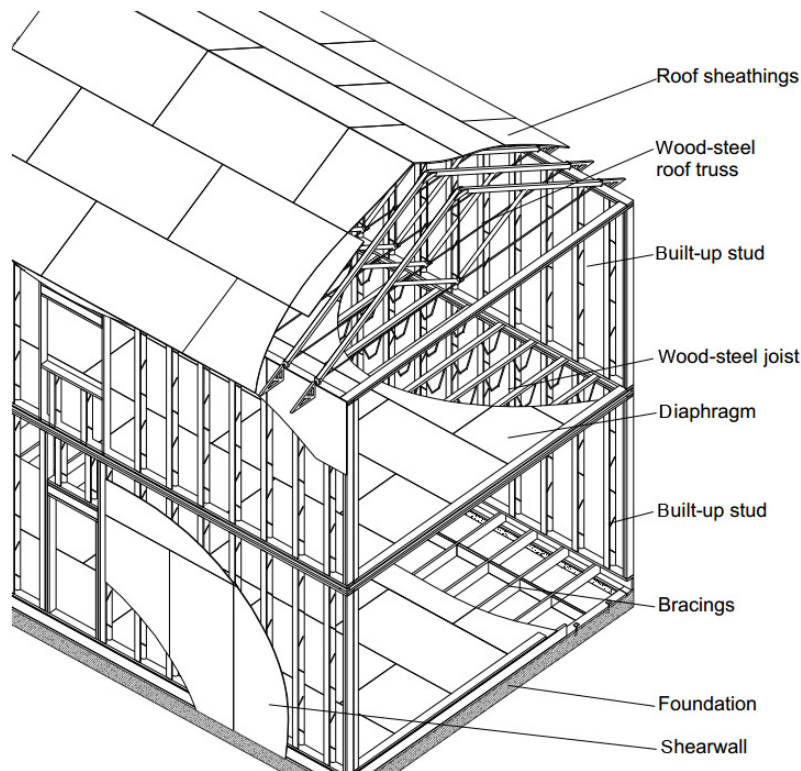 Roof sheathings
Wood-steel
roof truss
Built-up stud
Wood-steel joist
Diaphragm
Built-up stud
Bracings
Foundation
Shearwall